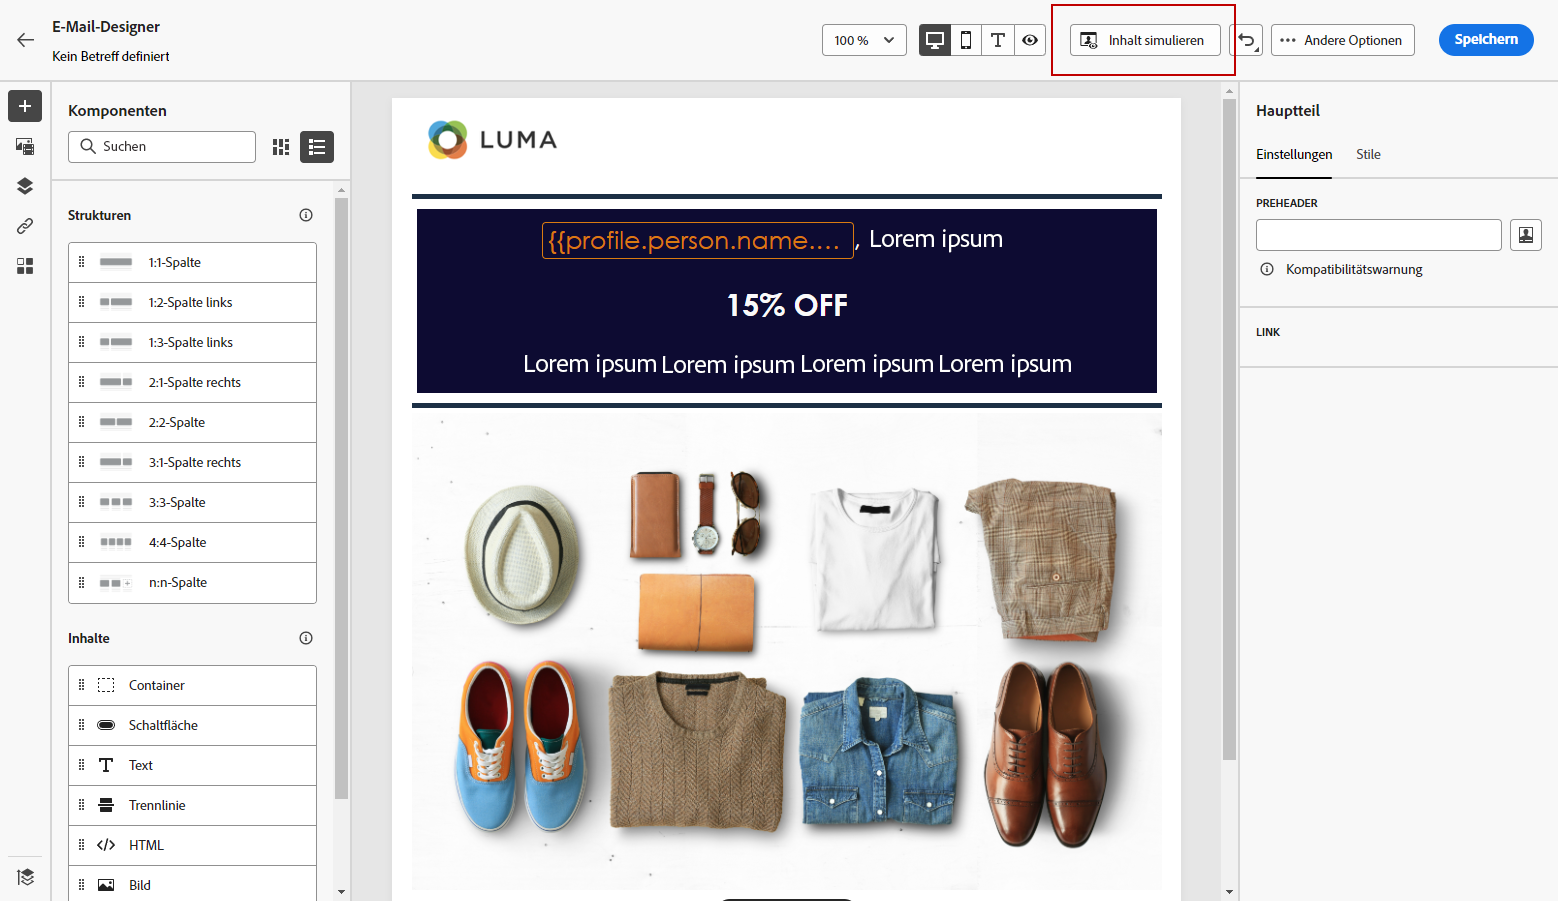 E-Mail-Designer
Kein Betreff definiert
100 %
Inhalt simulieren
Andere Optionen
Speichern
Komponenten
Suchen
Strukturen
1:1-Spalte
1:2-Spalte links
1:3-Spalte links
2:1-Spalte rechts
2:2-Spalte
3:1-Spalte rechts
3:3-Spalte
4:4-Spalte
n:n-Spalte
Inhalte
Container
Schaltfläche
Text
Trennlinie
HTML
Bild
LUMA
{{profile.person.name.... , Lorem ipsum
15% OFF
Lorem ipsum Lorem ipsum Lorem ipsum Lorem ipsum
Hauptteil
Einstellungen Stile
PREHEADER
Kompatibilitätswarnung
LINK